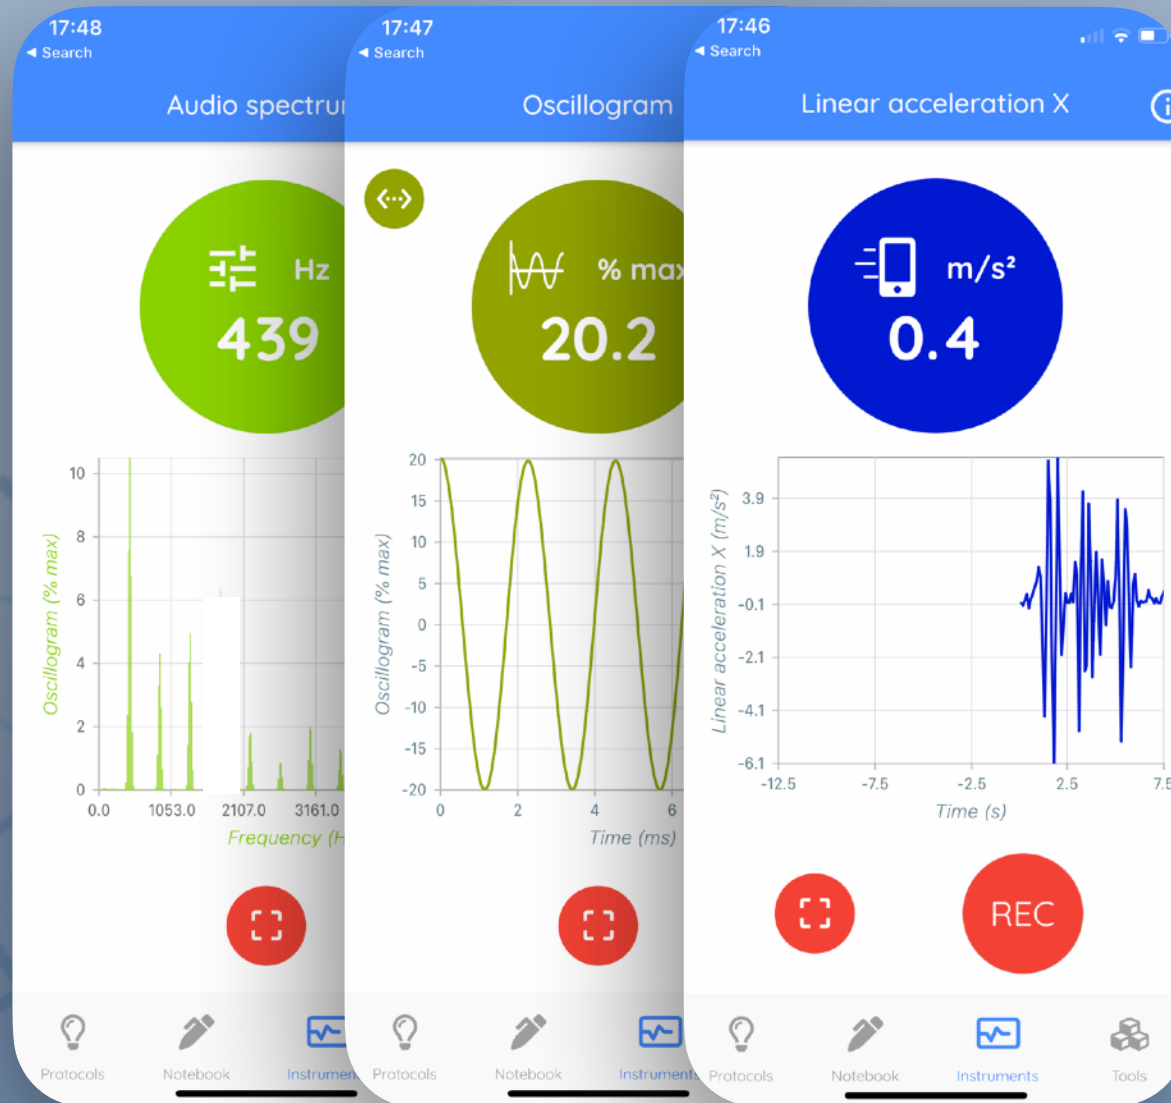 17:48
◄ Search
Audio spectru
Hz
439
Oscillogram (% max)
10
8
6
4
2
0
0.0 1053.0 2107.0 3161.0
Frequency (H
Protocols Notebook Instrumen
17:47
◄ Search
Oscillogram
% max
20.2
Oscillogram (% max)
20
15
10
5
0
-5
-10
-15
-20
0 2 4 6
Time (ms)
Protocols Notebook Instruments
17:46
◄ Search
Linear acceleration X
m/s²
0.4
Linear acceleration X (m/s²)
3.9
1.9
-0.1
-2.1
-4.1
-6.1
-12.5 -7.5 -2.5 2.5 7.5
Time (s)
REC
Protocols Notebook Instruments Tools